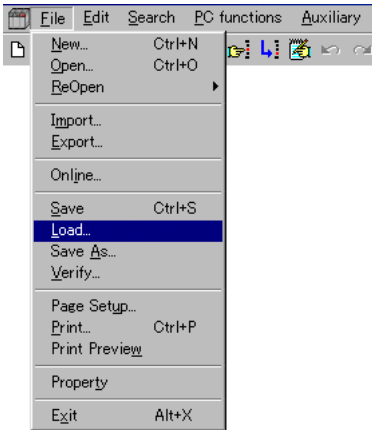 File Edit Search PC functions Auxiliary
New... Ctrl+N
Open... Ctrl+O
ReOpen
Import...
Export...
Online...
Save Ctrl+S
Load...
Save As...
Verify...
Page Setup...
Print... Ctrl+P
Print Preview
Property
Exit Alt+X